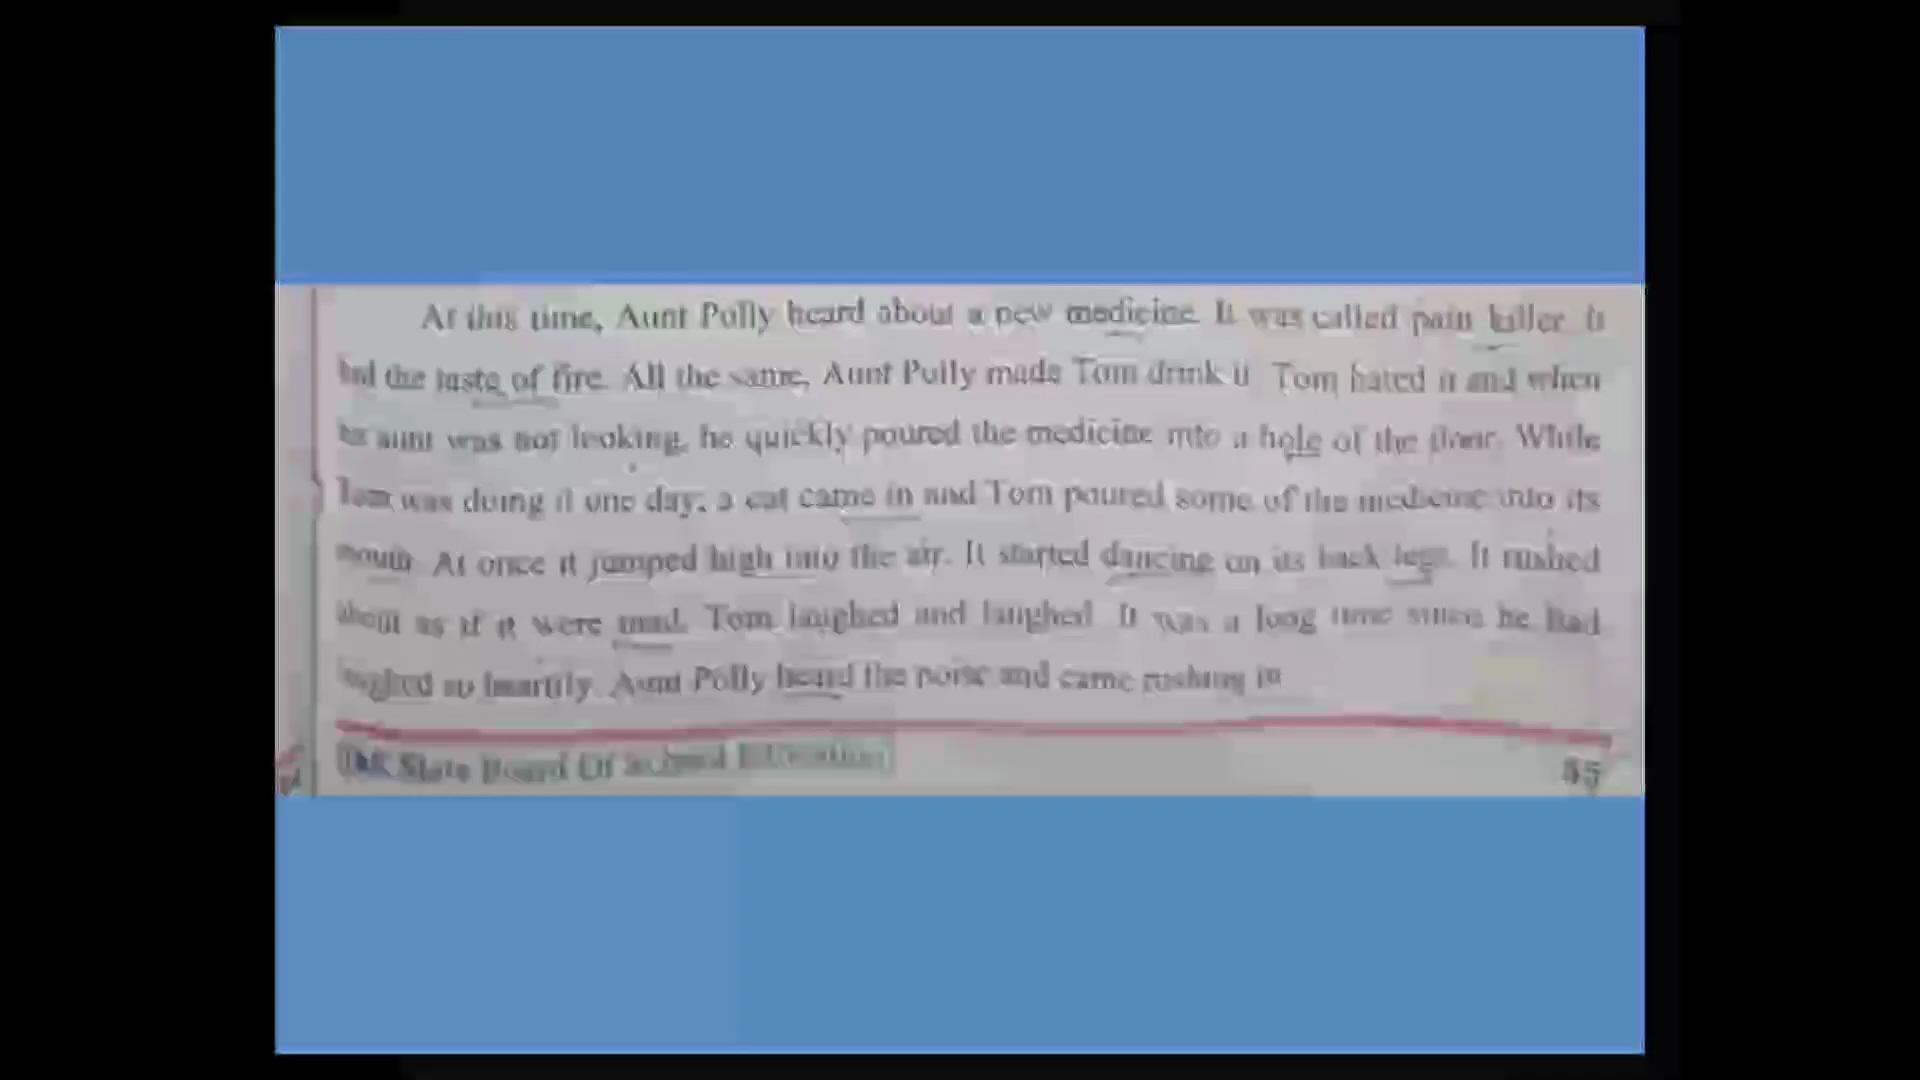 At this time, Aunt Polly heard about a new medicine. It was called pain killer. It
had the taste of fire. All the same, Aunt Polly made Tom drink it. Tom hated it and when
his aunt was not looking, he quickly poured the medicine into a hole of the floor. While
Tom was doing it one day, a cat came in and Tom poured some of the medicine into its
mouth. At once it jumped high into the air. It started dancing on its back legs. It rushed
about as if it were mad. Tom laughed and laughed. It was a long time since he had
laughed so heartily. Aunt Polly heard the noise and came rushing in
J&K State Board Of School Education
55